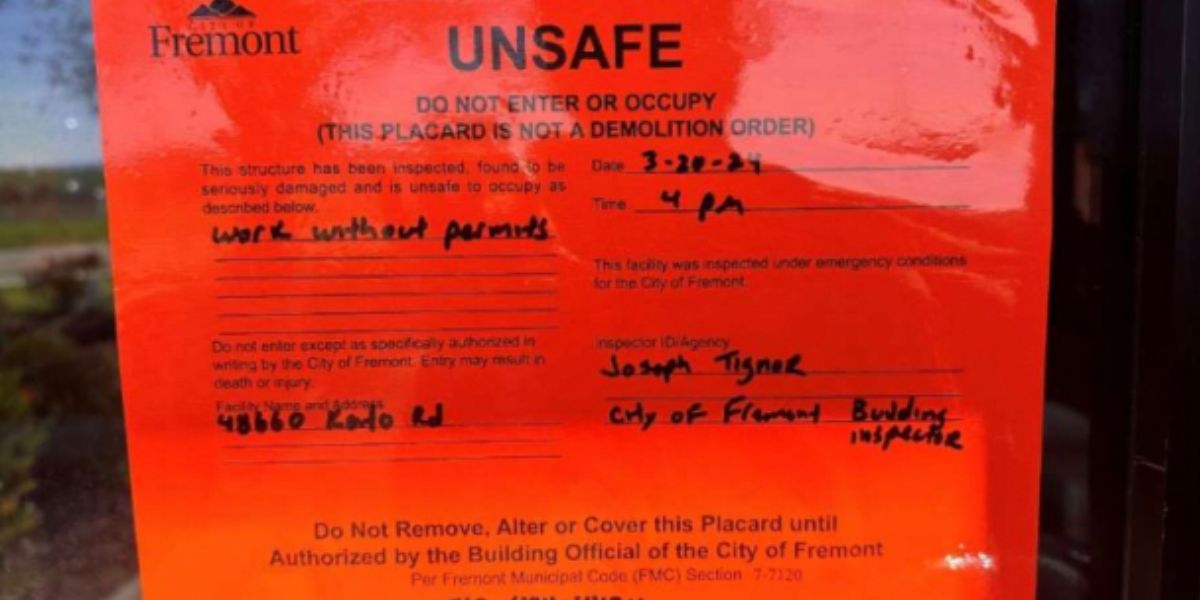 CITY OF
Fremont
UNSAFE
DO NOT ENTER OR OCCUPY
(THIS PLACARD IS NOT A DEMOLITION ORDER)
This structure has been inspected, found to be
seriously damaged and is unsafe to occupy as
described below.
work without permits
Date 3-20-24
Time 4 pm
This facility was inspected under emergency conditions
for the City of Fremont.
Do not enter except as specifically authorized in
writing by the City of Fremont. Entry may result in
death or injury.
Facility Name and Address
48660 Kato Rd
Inspector ID/Agency
Joseph Tignor
City of Fremont Building
inspector
Do Not Remove, Alter or Cover this Placard until
Authorized by the Building Official of the City of Fremont
Per Fremont Municipal Code (FMC) Section 7-7120